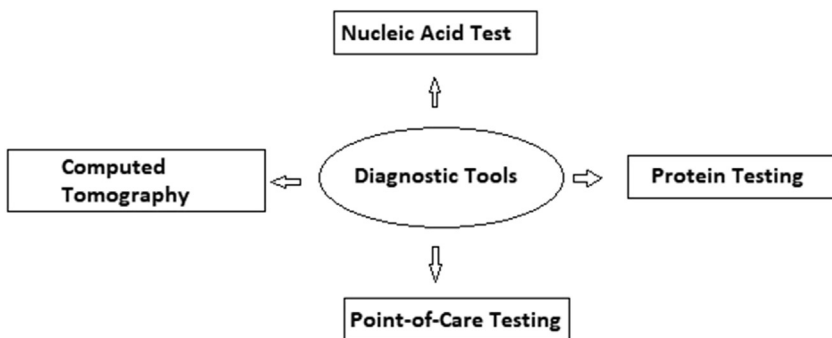 Nucleic Acid Test
Computed
Tomography
Diagnostic Tools
Protein Testing
Point-of-Care Testing